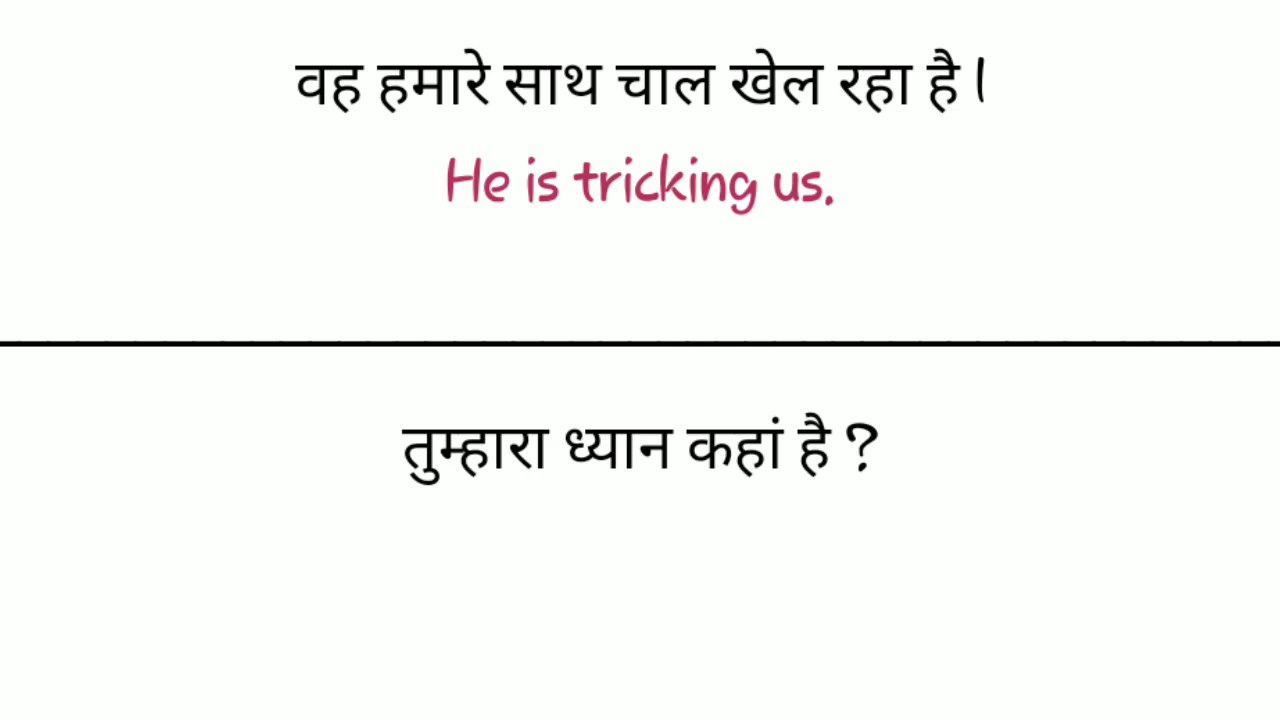 वह हमारे साथ चाल खेल रहा है ।
He is tricking us.
तुम्हारा ध्यान कहां है ?